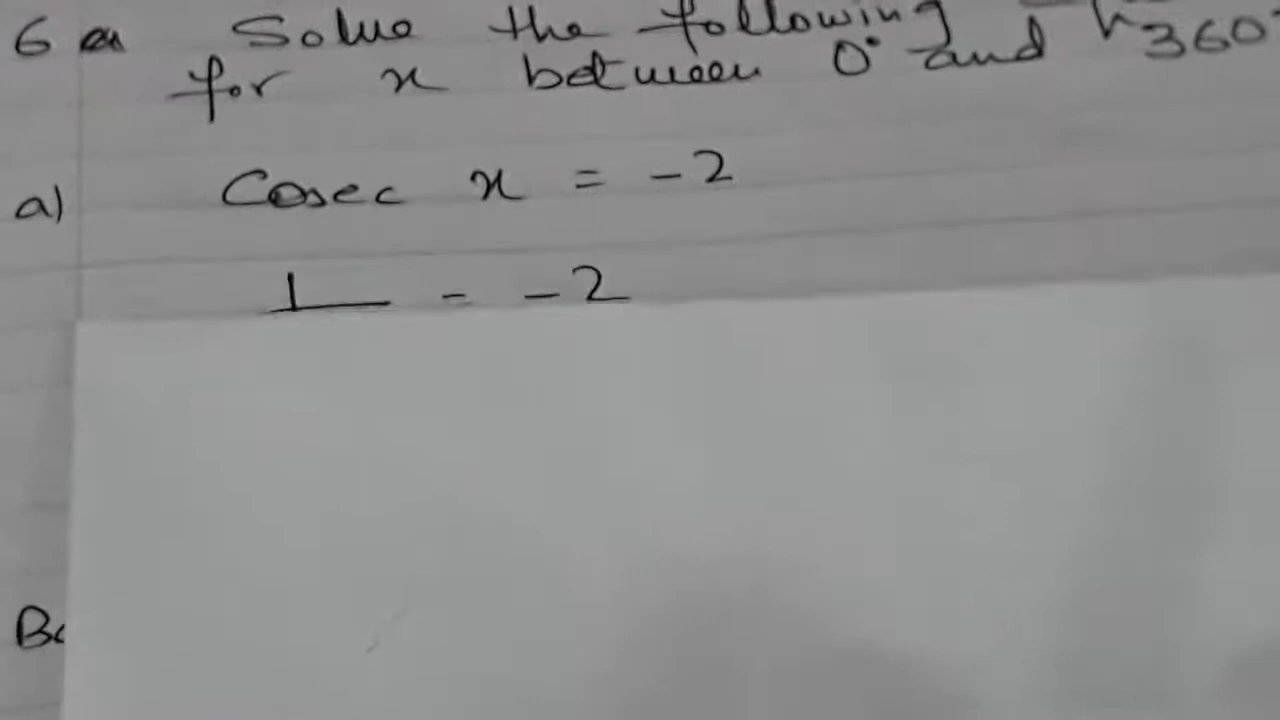 6 a Solve the following
for x between 0° and 360°
a) Cosec x = -2
1 = -2